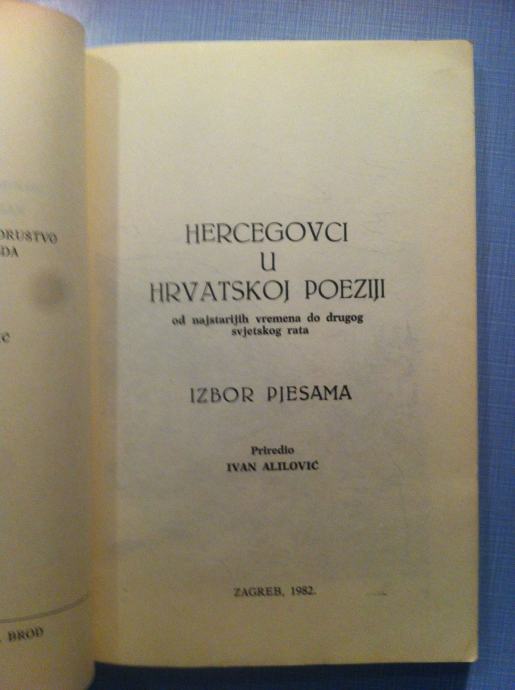 DRUŠTVO
HERCEGOVCI
U
HRVATSKOJ POEZIJI
od najstarijih vremena do drugog
svjetskog rata
IZBOR PJESAMA
Priredio
IVAN ALILOVIĆ
ZAGREB, 1982.
BROD